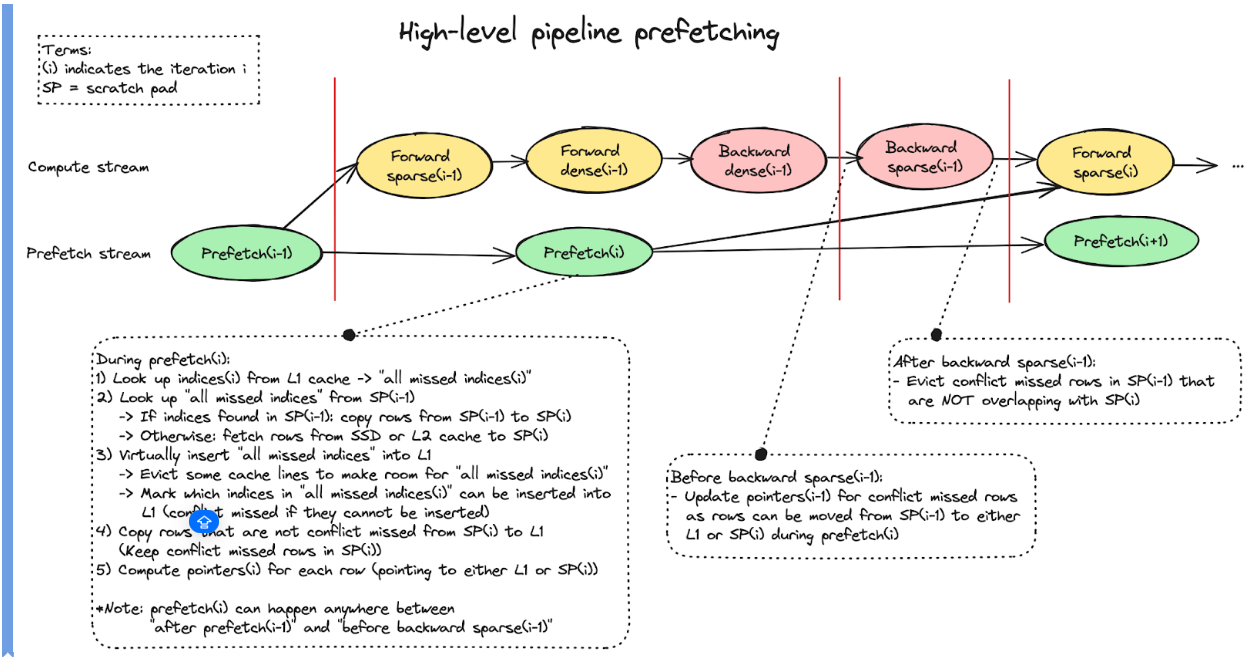 High-level pipeline prefetching
Terms:
(i) indicates the iteration i
SP = scratch pad
Compute stream
Forward
sparse(i-1)
Forward
dense(i-1)
Backward
dense(i-1)
Backward
sparse(i-1)
Forward
sparse(i)
...
Prefetch stream
Prefetch(i-1)
Prefetch(i)
Prefetch(i+1)
During prefetch(i):
1) Look up indices(i) from L1 cache -> "all missed indices(i)"
2) Look up "all missed indices" from SP(i-1)
-> If indices found in SP(i-1): copy rows from SP(i-1) to SP(i)
-> Otherwise: fetch rows from SSD or L2 cache to SP(i)
3) Virtually insert "all missed indices" into L1
-> Evict some cache lines to make room for "all missed indices(i)"
-> Mark which indices in "all missed indices(i)" can be inserted into
L1 (conflict missed if they cannot be inserted)
4) Copy rows that are not conflict missed from SP(i) to L1
(Keep conflict missed rows in SP(i))
5) Compute pointers(i) for each row (pointing to either L1 or SP(i))
*Note: prefetch(i) can happen anywhere between
"after prefetch(i-1)" and "before backward sparse(i-1)"
Before backward sparse(i-1):
- Update pointers(i-1) for conflict missed rows
as rows can be moved from SP(i-1) to either
L1 or SP(i) during prefetch(i)
After backward sparse(i-1):
- Evict conflict missed rows in SP(i-1) that
are NOT overlapping with SP(i)